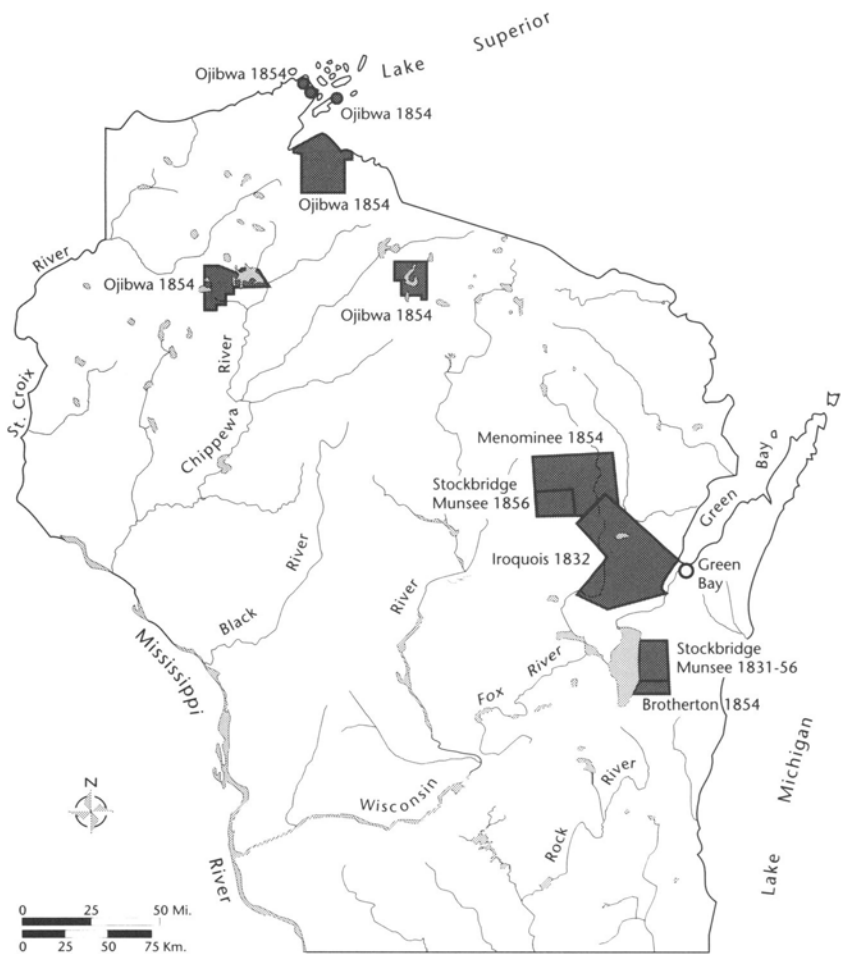 Lake Superior
Ojibwa 1854
Ojibwa 1854
Ojibwa 1854
River
Ojibwa 1854
Ojibwa 1854
River
St. Croix
Chippewa
Menominee 1854
Green Bay
Stockbridge
Munsee 1856
River
Iroquois 1832
Green
Bay
River
Black
Mississippi
River
Fox
Stockbridge
Munsee 1831-56
Brotherton 1854
Michigan
Z
Wisconsin
River
Rock
River
Lake
0 25 50 Mi.
0 25 50 75 Km.